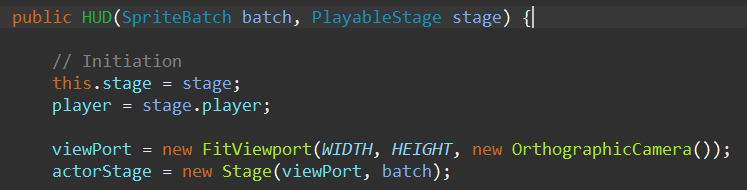 public HUD(SpriteBatch batch, PlayableStage stage) {
// Initiation
this.stage = stage;
player = stage.player;
viewPort = new FitViewport(WIDTH, HEIGHT, new OrthographicCamera());
actorStage = new Stage(viewPort, batch);